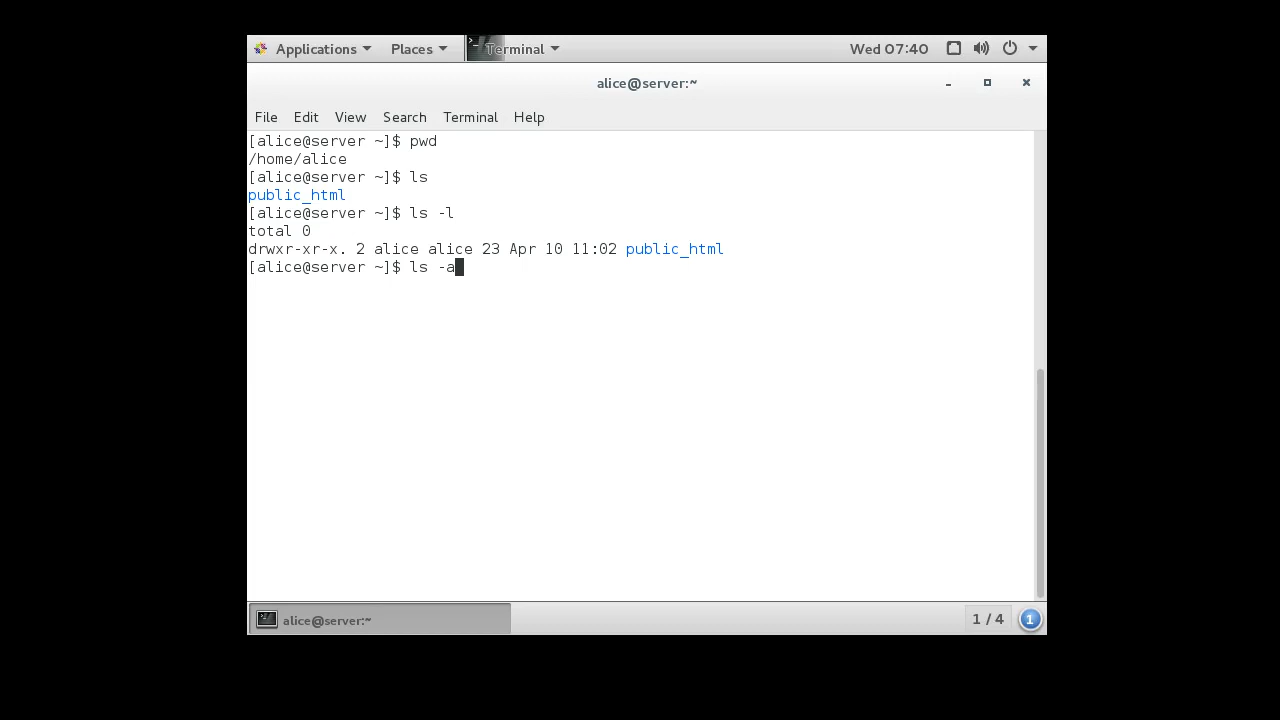 Applications Places Terminal Wed 07:40
alice@server:~
File Edit View Search Terminal Help
[alice@server ~]$ pwd
/home/alice
[alice@server ~]$ ls
public_html
[alice@server ~]$ ls -l
total 0
drwxr-xr-x. 2 alice alice 23 Apr 10 11:02 public_html
[alice@server ~]$ ls -a
alice@server:~ 1 / 4 1